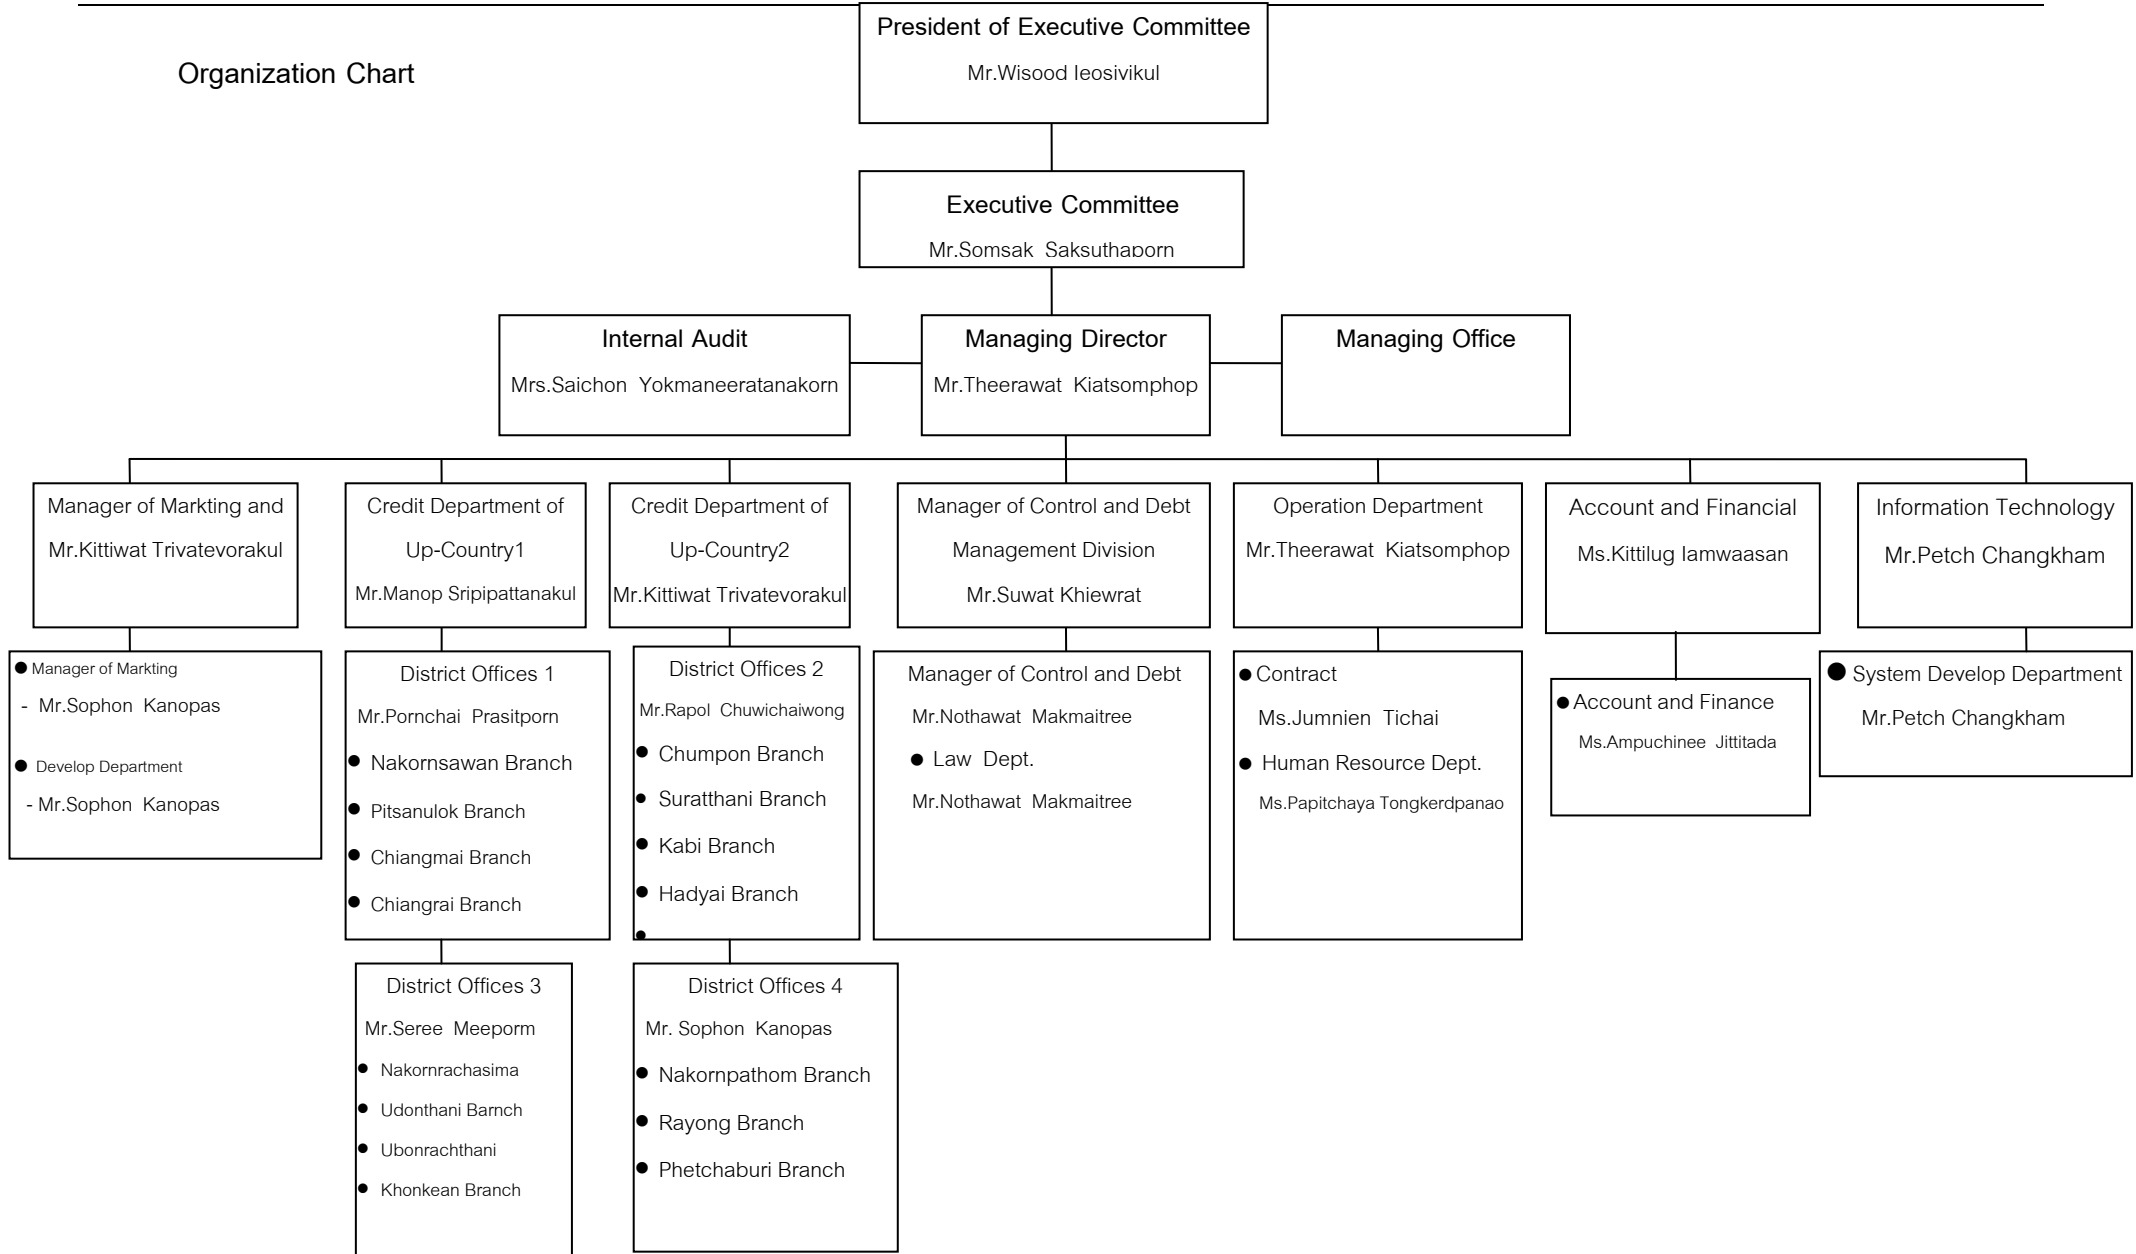 President of Executive Committee
Mr.Wisood Ieosivikul
Organization Chart
Executive Committee
Mr.Somsak Saksuthaporn
Internal Audit
Mrs.Saichon Yokmaneeratanakorn
Managing Director
Mr.Theerawat Kiatsomphop
Managing Office
Manager of Markting and
Mr.Kittiwat Trivatevorakul
Credit Department of
Up-Country1
Mr.Manop Sripipattanakul
Credit Department of
Up-Country2
Mr.Kittiwat Trivatevorakul
Manager of Control and Debt
Management Division
Mr.Suwat Khiewrat
Operation Department
Mr.Theerawat Kiatsomphop
Account and Financial
Ms.Kittilug Iamwaasan
Information Technology
Mr.Petch Changkham
● Manager of Markting
- Mr.Sophon Kanopas
● Develop Department
- Mr.Sophon Kanopas
District Offices 1
Mr.Pornchai Prasitporn
● Nakornsawan Branch
● Pitsanulok Branch
● Chiangmai Branch
● Chiangrai Branch
District Offices 2
Mr.Rapol Chuwichaiwong
● Chumpon Branch
● Suratthani Branch
● Kabi Branch
● Hadyai Branch
●
Manager of Control and Debt
Mr.Nothawat Makmaitree
● Law Dept.
Mr.Nothawat Makmaitree
● Contract
Ms.Jumnien Tichai
● Human Resource Dept.
Ms.Papitchaya Tongkerdpanao
● Account and Finance
Ms.Ampuchinee Jittitada
● System Develop Department
Mr.Petch Changkham
District Offices 3
Mr.Seree Meeporm
● Nakornrachasima
● Udonthani Barnch
● Ubonrachthani
● Khonkean Branch
District Offices 4
Mr. Sophon Kanopas
● Nakornpathom Branch
● Rayong Branch
● Phetchaburi Branch